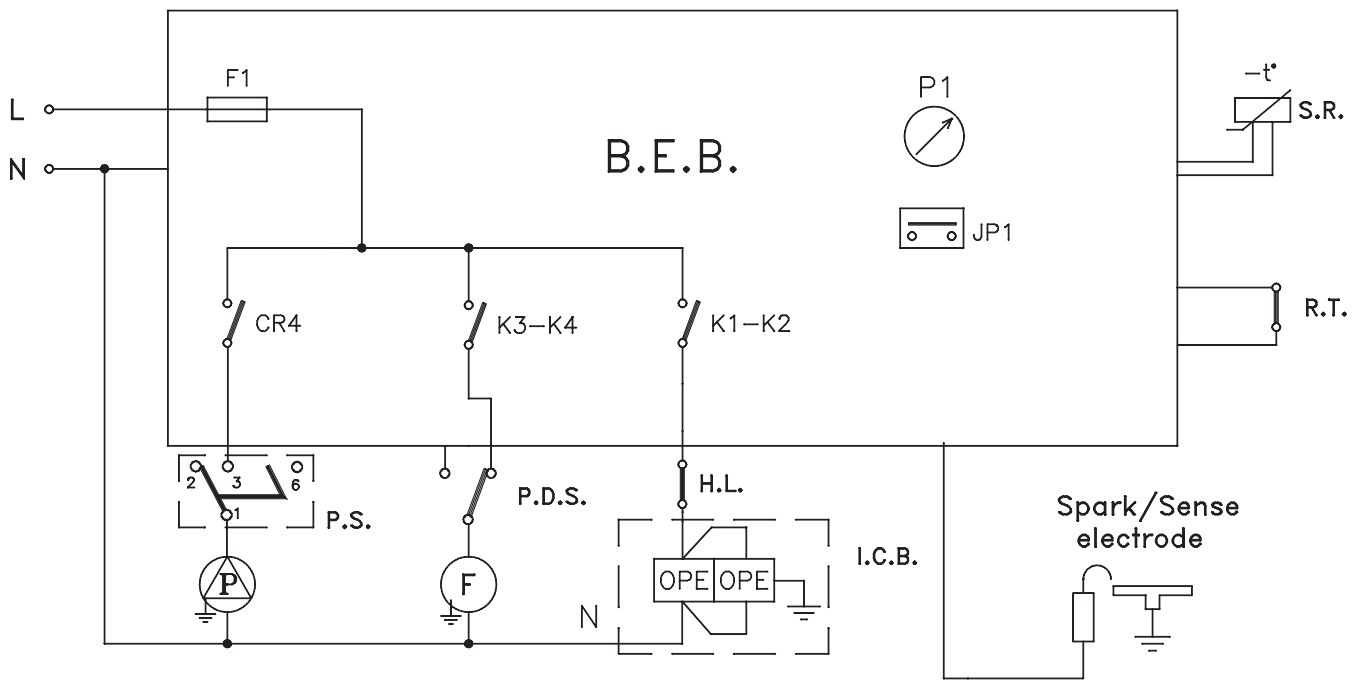 F1
L
N
P1
B.E.B.
-t°
S.R.
JP1
CR4
K3-K4
K1-K2
R.T.
2
3
6
1
P.S.
P.D.S.
H.L.
I.C.B.
Spark/Sense
electrode
P
F
N
OPE OPE